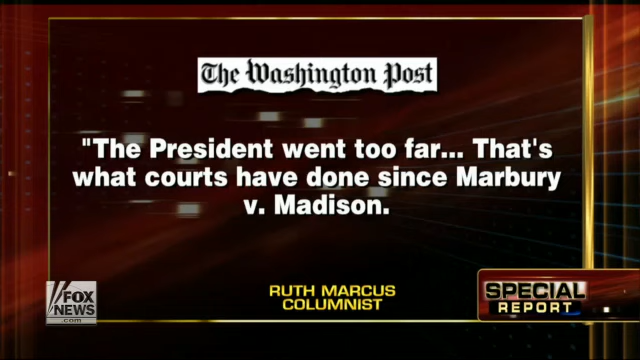 The Washington Post
"The President went too far... That's
what courts have done since Marbury
v. Madison.
RUTH MARCUS
COLUMNIST
FOX
NEWS
.com
SPECIAL
REPORT